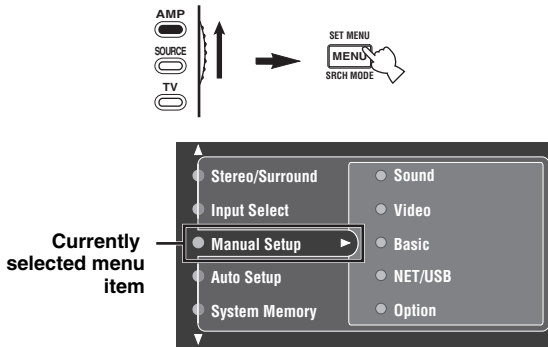 AMP
SOURCE
TV
SET MENU
MENU
SRCH MODE
Stereo/Surround
Input Select
Manual Setup
Auto Setup
System Memory
Sound
Video
Basic
NET/USB
Option
Currently
selected menu
item